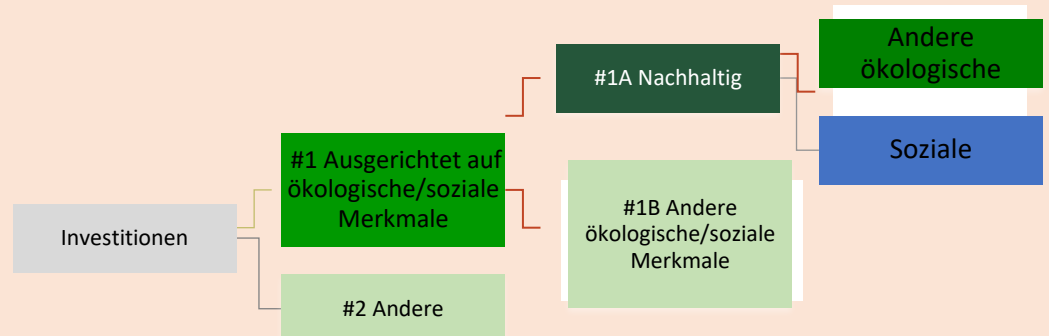 Investitionen
#1 Ausgerichtet auf
ökologische/soziale
Merkmale
#2 Andere
#1A Nachhaltig
#1B Andere
ökologische/soziale
Merkmale
Andere
ökologische
Soziale